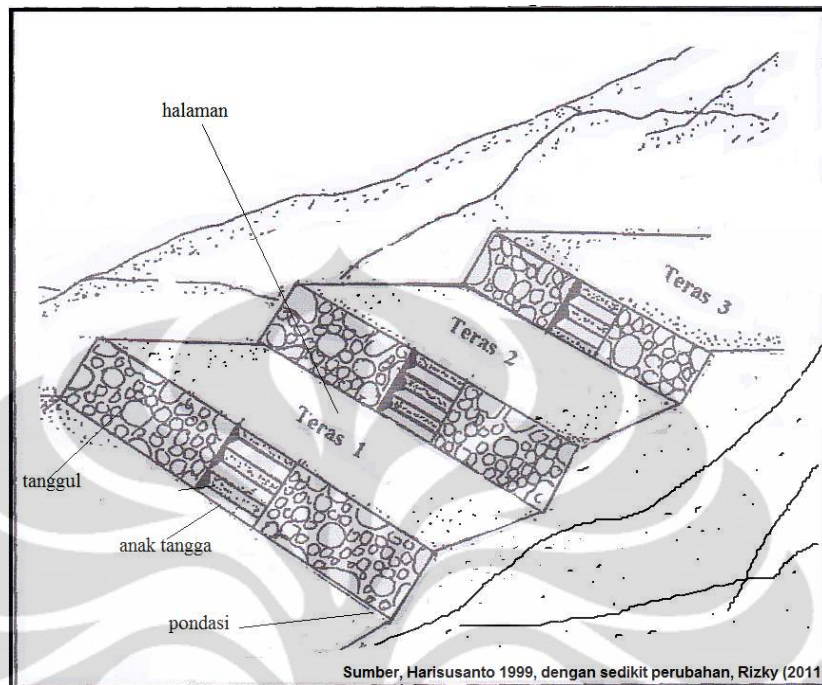 halaman
Teras 3
Teras 2
Teras 1
tanggul
anak tangga
pondasi
Sumber, Harisusanto 1999, dengan sedikit perubahan, Rizky (2011